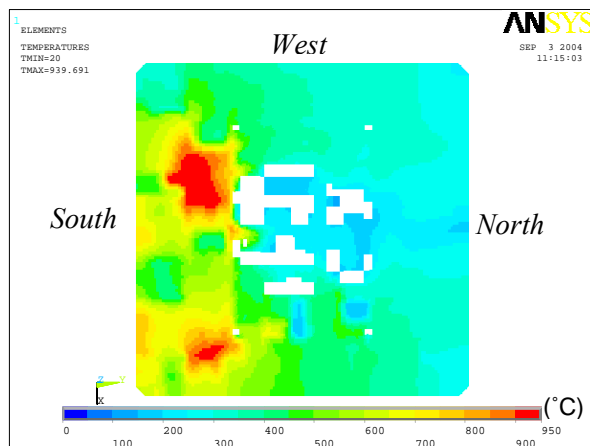 1
ELEMENTS
TEMPERATURES
TMIN=20
TMAX=939.691
ANSYS
SEP 3 2004
11:15:03
West
South
North
Z Y
X
0 200 400 600 800 950 (˚C)
100 300 500 700 900